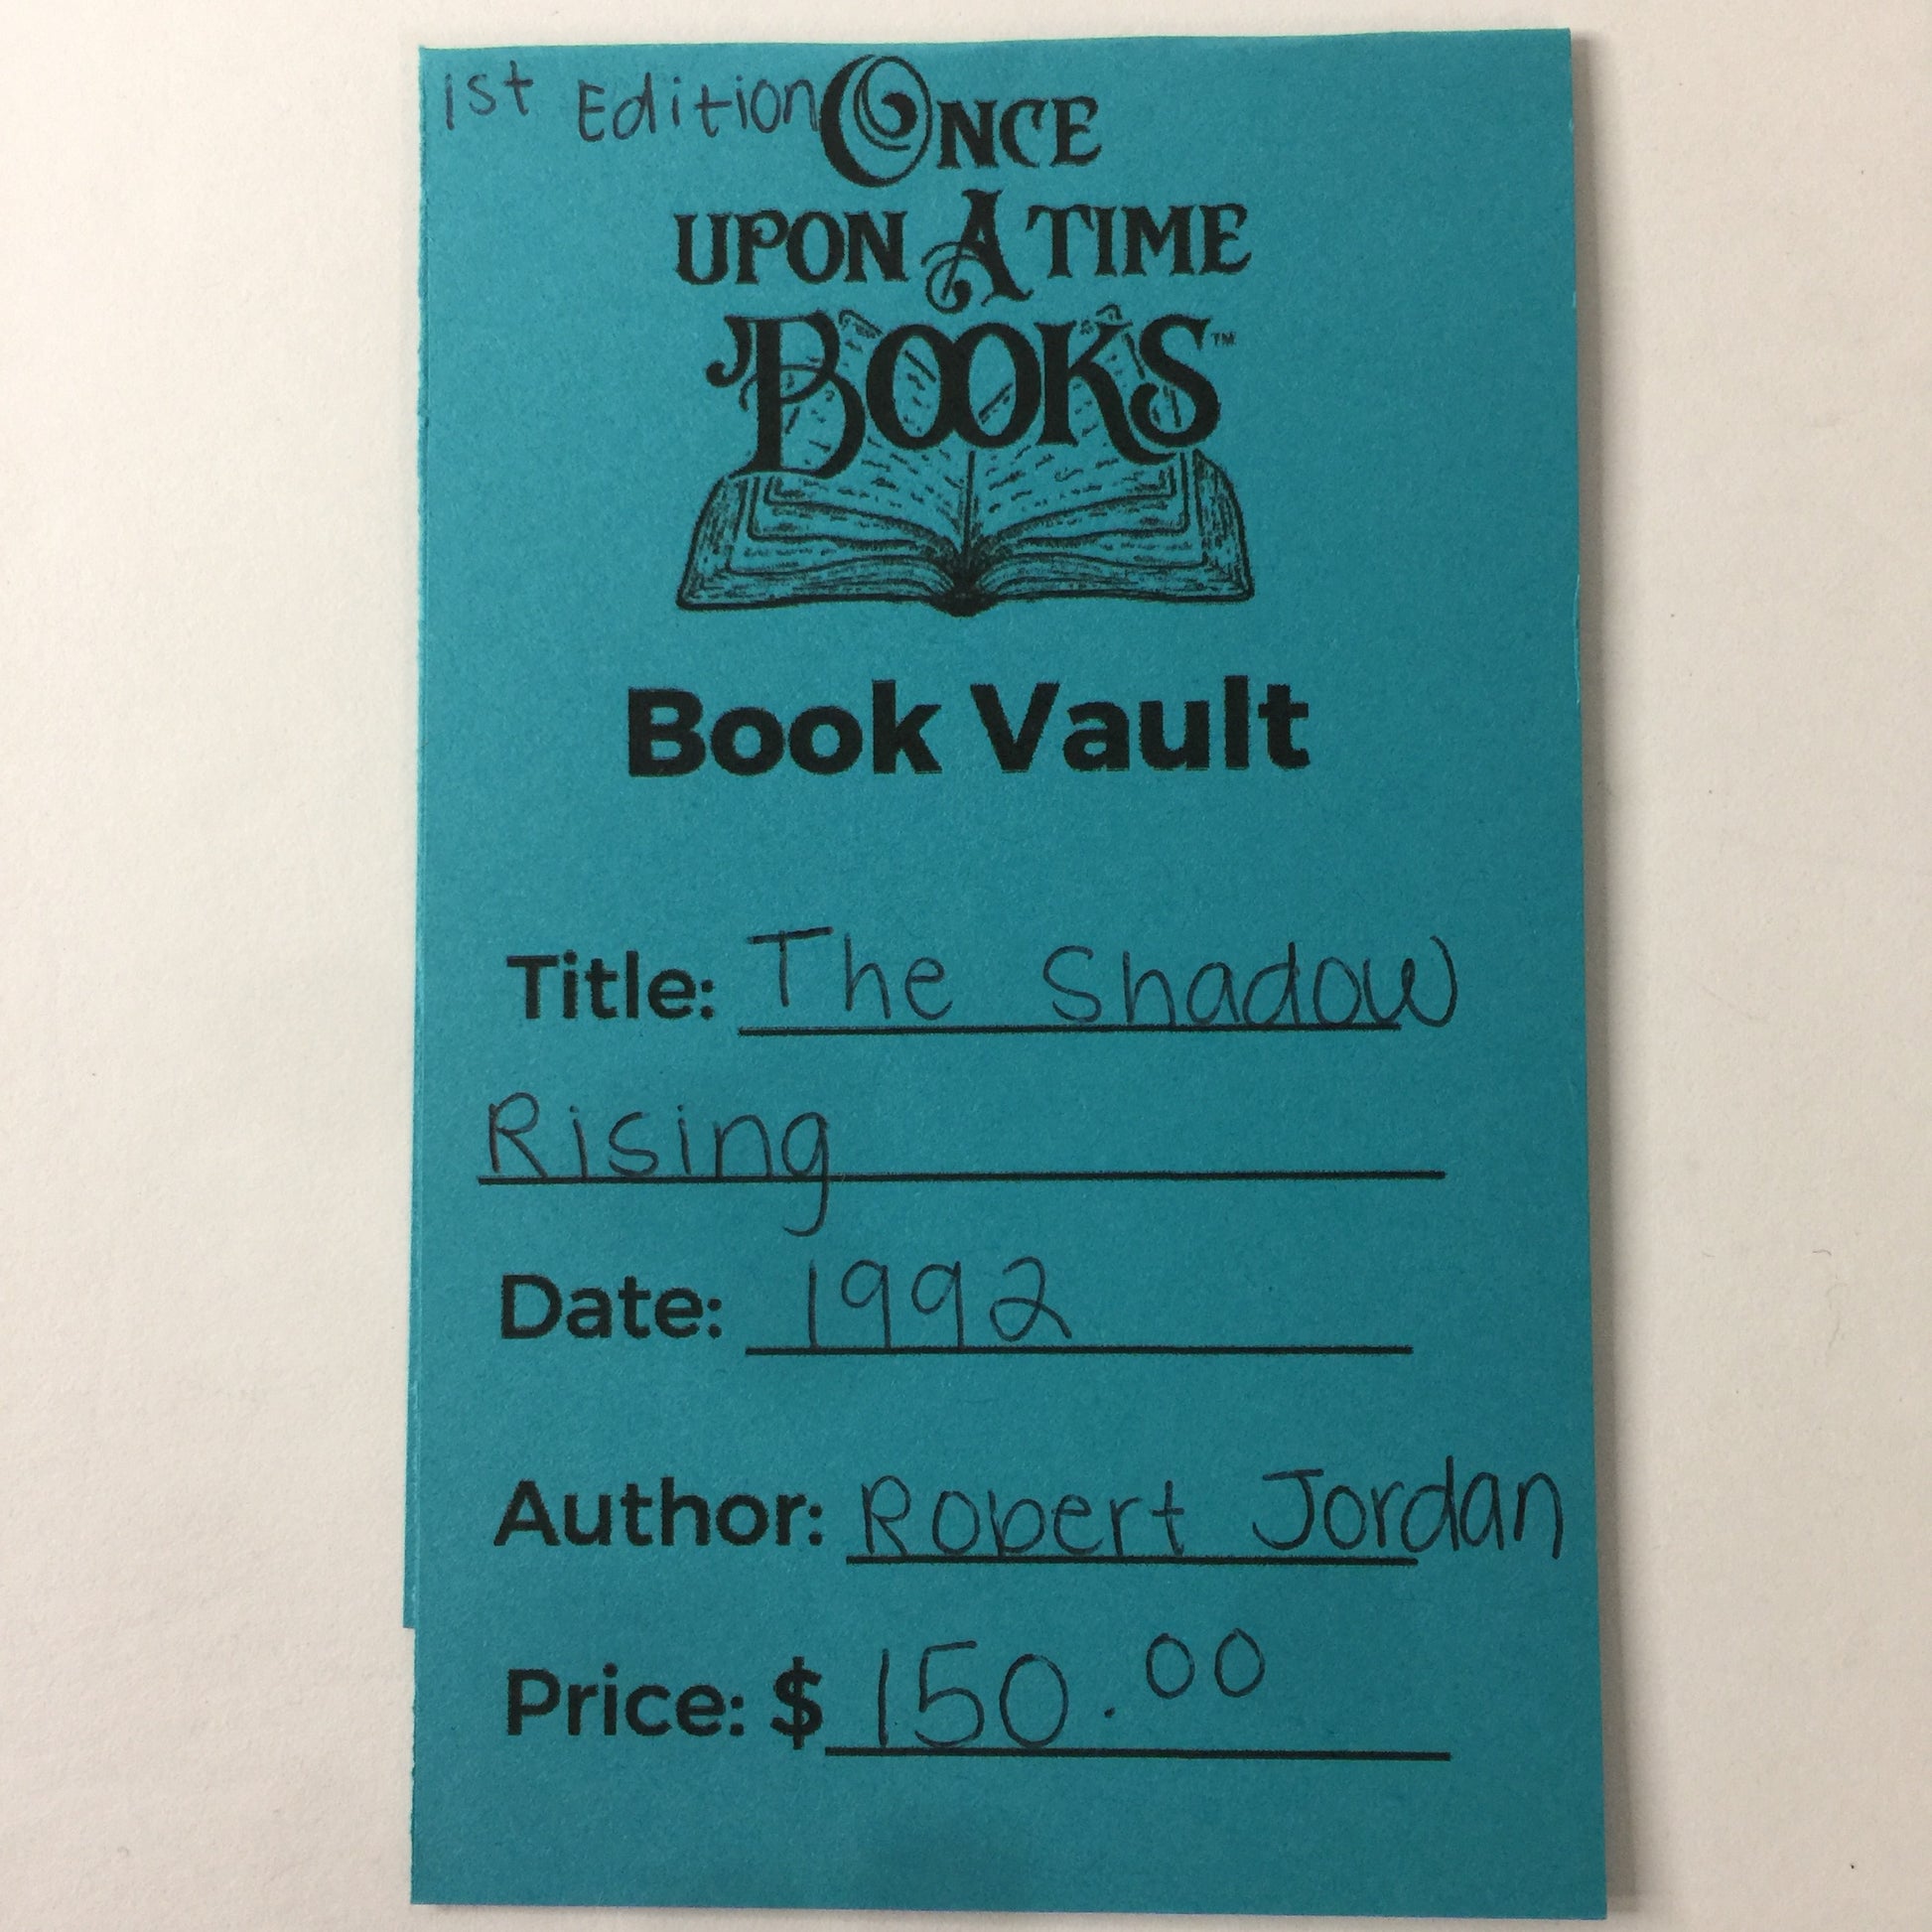 1st Edition
ONCE
UPON A TIME
BOOKS™
Book Vault
Title: The Shadow
Rising
Date: 1992
Author: Robert Jordan
Price: $ 150.00